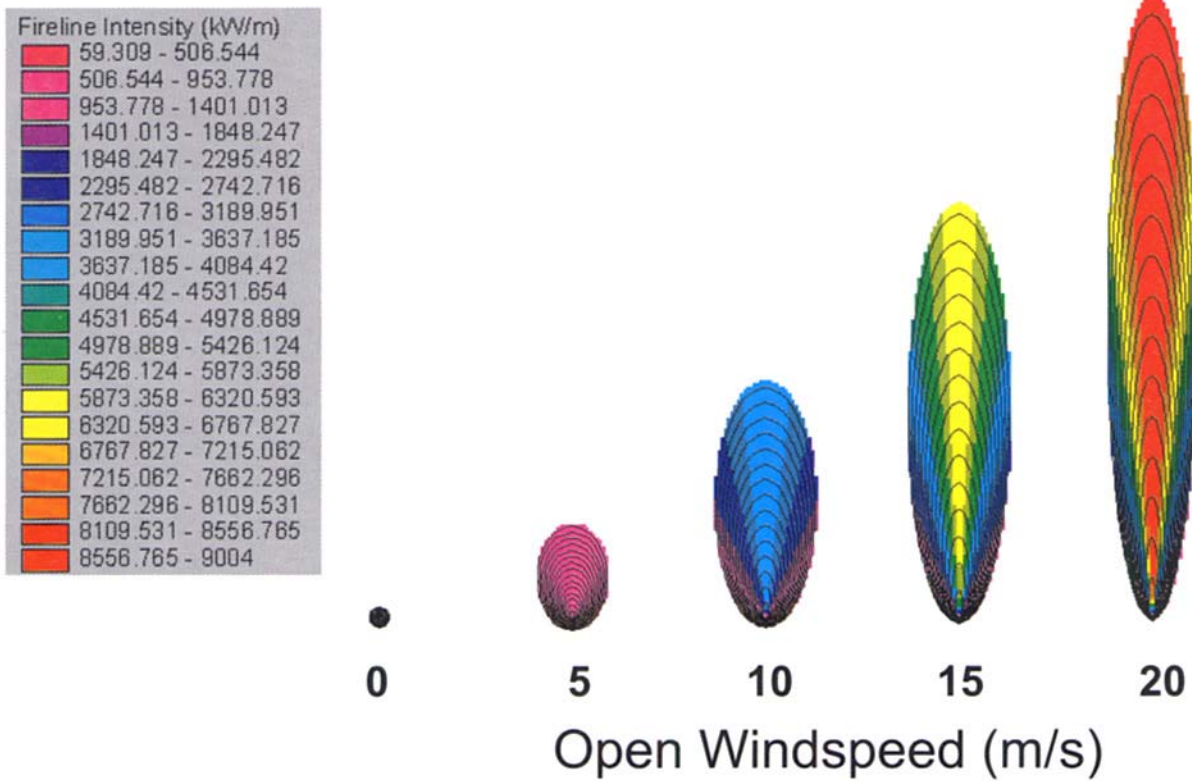 Fireline Intensity (kW/m)
59.309 - 506.544
506.544 - 953.778
953.778 - 1401.013
1401.013 - 1848.247
1848.247 - 2295.482
2295.482 - 2742.716
2742.716 - 3189.951
3189.951 - 3637.185
3637.185 - 4084.42
4084.42 - 4531.654
4531.654 - 4978.889
4978.889 - 5426.124
5426.124 - 5873.358
5873.358 - 6320.593
6320.593 - 6767.827
6767.827 - 7215.062
7215.062 - 7662.296
7662.296 - 8109.531
8109.531 - 8556.765
8556.765 - 9004
0 5 10 15 20
Open Windspeed (m/s)